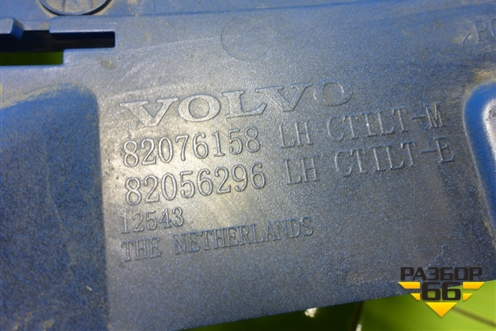 VOLVO
82076158 LH CTILT-M
82056296 LH CTILT-E
12543
THE NETHERLANDS
РАЗБОР
66